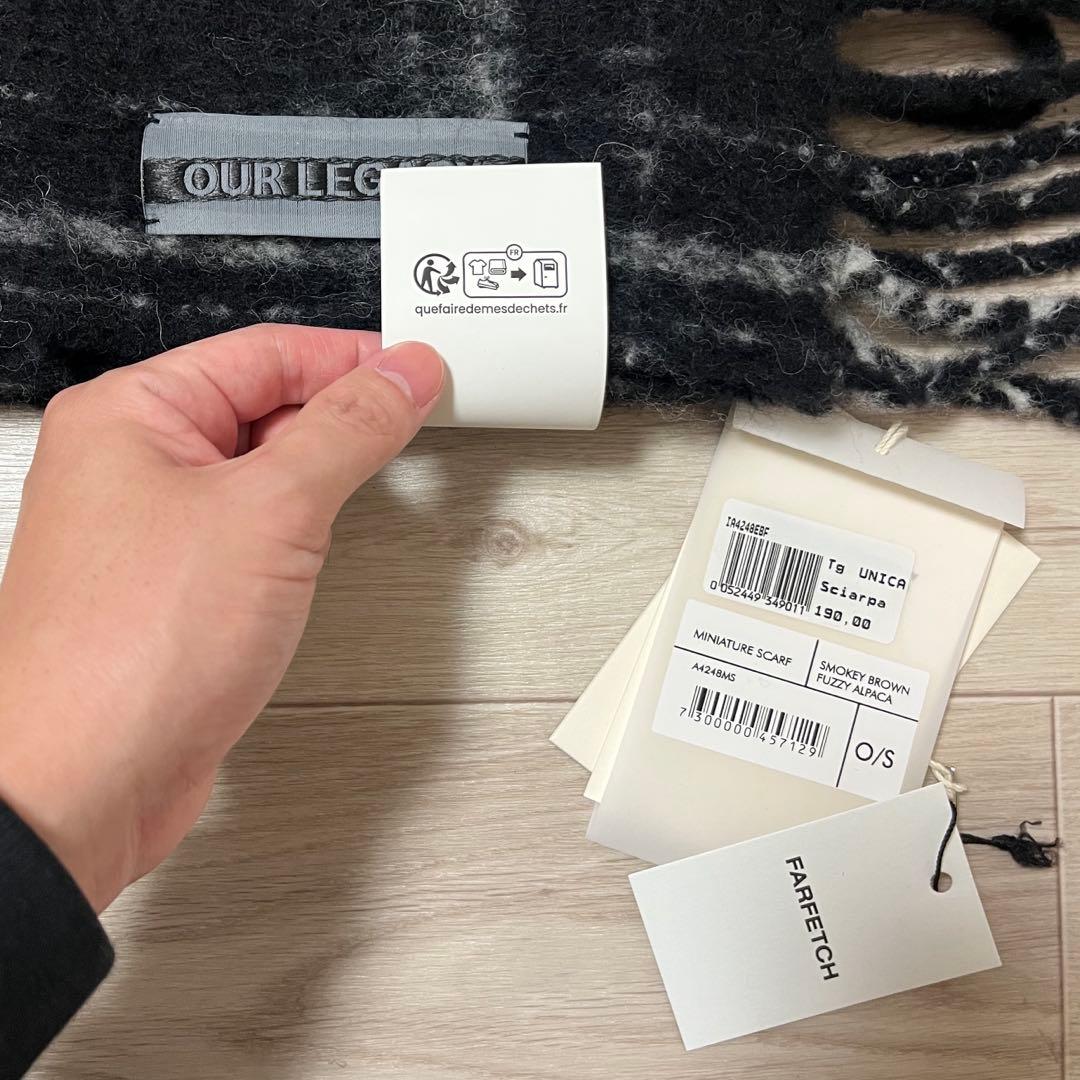 OUR LEG
FR
quefairedemesdechets.fr
IA4248EBF
Tg UNICA
Sciarpa
0 052449 349011
190,00
MINIATURE SCARF
SMOKEY BROWN
FUZZY ALPACA
A4248MS
7 300000 457129
O/S
FARFETCH